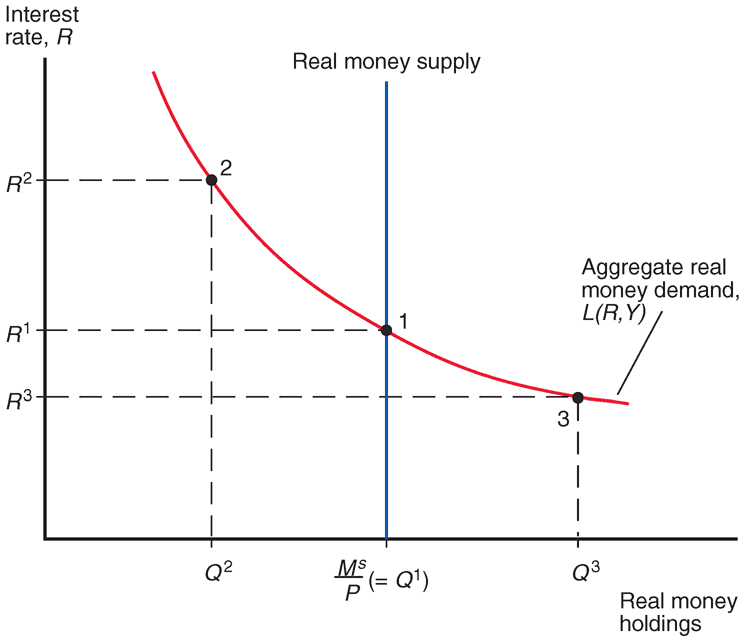 Interest
rate, R
Real money supply
2
R²
Aggregate real
money demand,
L(R,Y)
1
R¹
R³
3
Q²
Mˢ
P
(= Q¹)
Q³
Real money
holdings